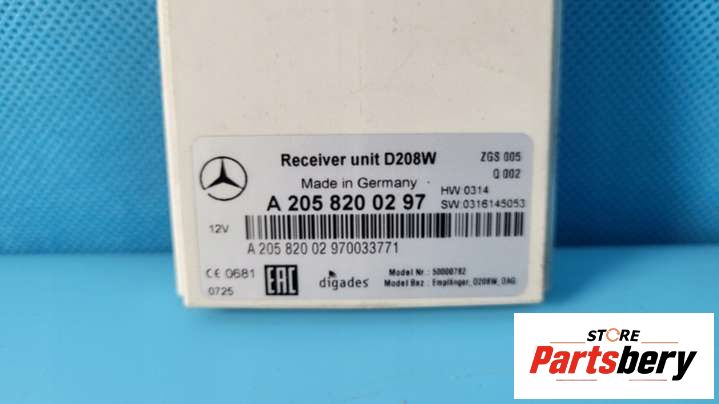 Receiver unit D208W
ZGS 005
Q 002
Made in Germany
HW 0314
A 205 820 02 97
SW 0316145053
12V
A 205 820 02 970033771
CE 0681
EAC
digades
Model Nr.: 50000782
0725
Model Bez.: Empfänger_D208W_DAG
STORE
Partsbery